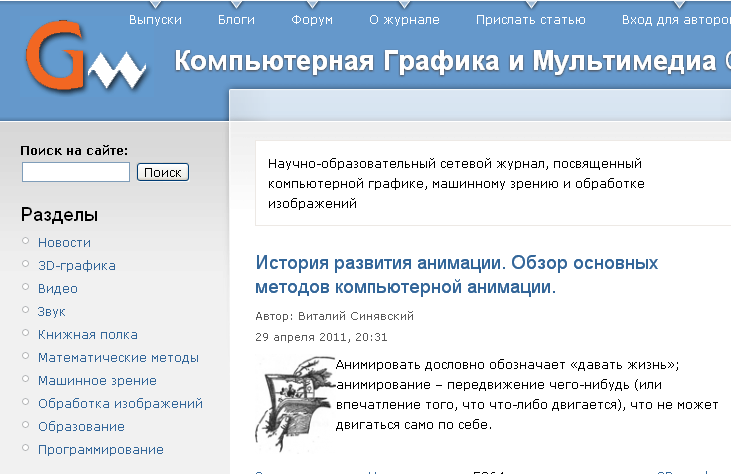 Выпуски Блоги Форум О журнале Прислать статью Вход для авторов
Gm
Компьютерная Графика и Мультимедиа
Поиск на сайте:
Поиск
Разделы
Новости
3D-графика
Видео
Звук
Книжная полка
Математические методы
Машинное зрение
Обработка изображений
Образование
Программирование
Научно-образовательный сетевой журнал, посвященный
компьютерной графике, машинному зрению и обработке
изображений
История развития анимации. Обзор основных
методов компьютерной анимации.
Автор: Виталий Синявский
29 апреля 2011, 20:31
Анимировать дословно обозначает «давать жизнь»;
анимирование – передвижение чего-нибудь (или
впечатление того, что что-либо двигается), что не может
двигаться само по себе.